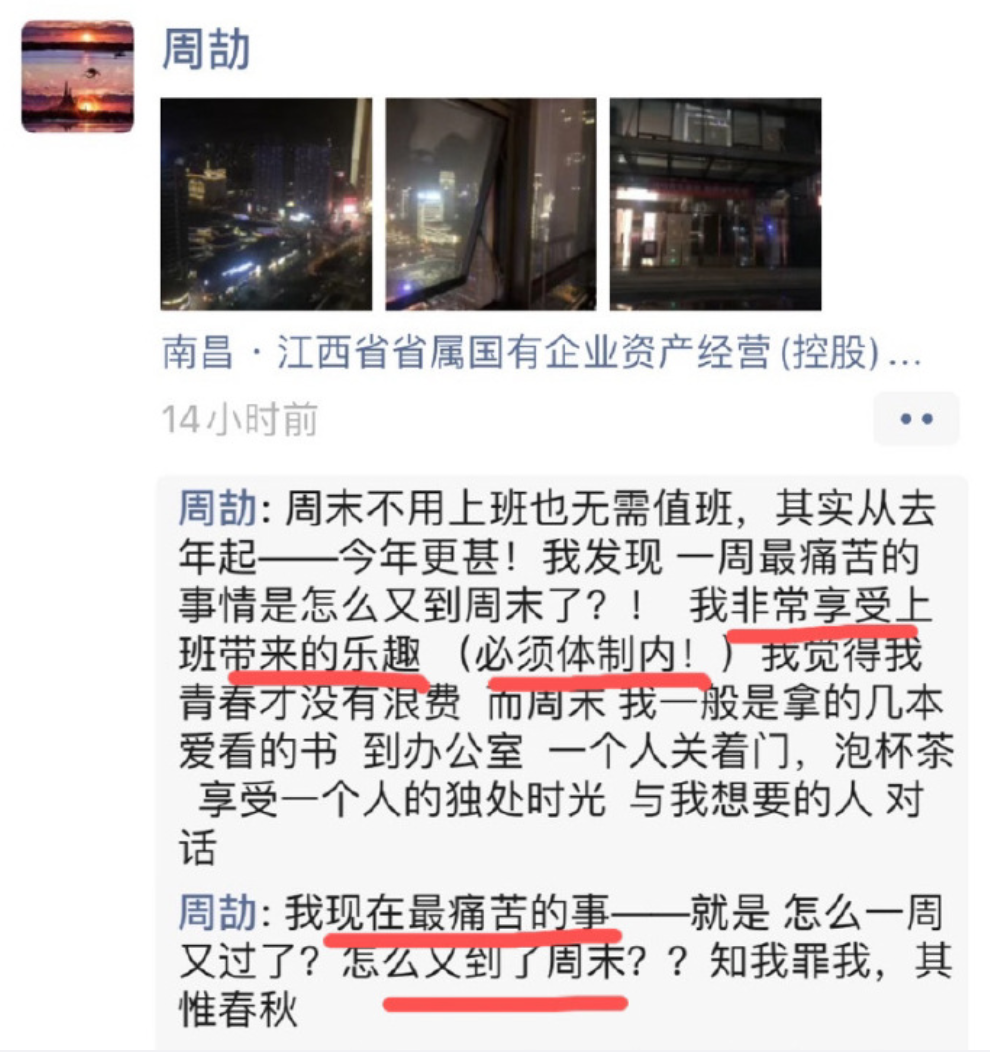 周劼
南昌 · 江西省省属国有企业资产经营(控股)...
14小时前
周劼: 周末不用上班也无需值班，其实从去
年起——今年更甚！我发现 一周最痛苦的
事情是怎么又到周末了？！ 我非常享受上
班带来的乐趣 （必须体制内！）我觉得我
青春才没有浪费 而周末 我一般是拿的几本
爱看的书 到办公室 一个人关着门，泡杯茶
享受一个人的独处时光 与我想要的人 对
话
周劼: 我现在最痛苦的事——就是 怎么一周
又过了？怎么又到了周末？？知我罪我，其
惟春秋